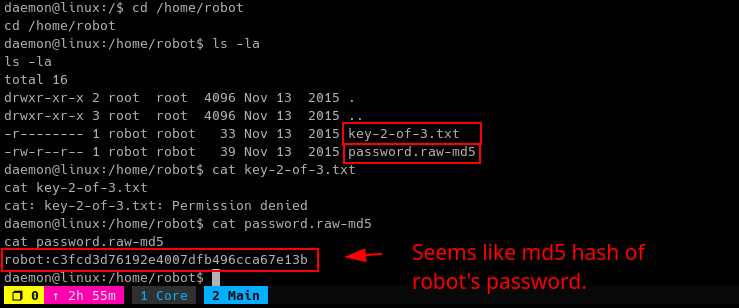 daemon@linux:/$ cd /home/robot
cd /home/robot
daemon@linux:/home/robot$ ls -la
ls -la
total 16
drwxr-xr-x 2 root  root  4096 Nov 13  2015 .
drwxr-xr-x 3 root  root  4096 Nov 13  2015 ..
-r-------- 1 robot robot   33 Nov 13  2015 key-2-of-3.txt
-rw-r--r-- 1 robot robot   39 Nov 13  2015 password.raw-md5
daemon@linux:/home/robot$ cat key-2-of-3.txt
cat key-2-of-3.txt
cat: key-2-of-3.txt: Permission denied
daemon@linux:/home/robot$ cat password.raw-md5
cat password.raw-md5
robot:c3fcd3d76192e4007dfb496cca67e13b
daemon@linux:/home/robot$
Seems like md5 hash of
robot's password.
0 ↑ 2h 55m 1 Core 2 Main